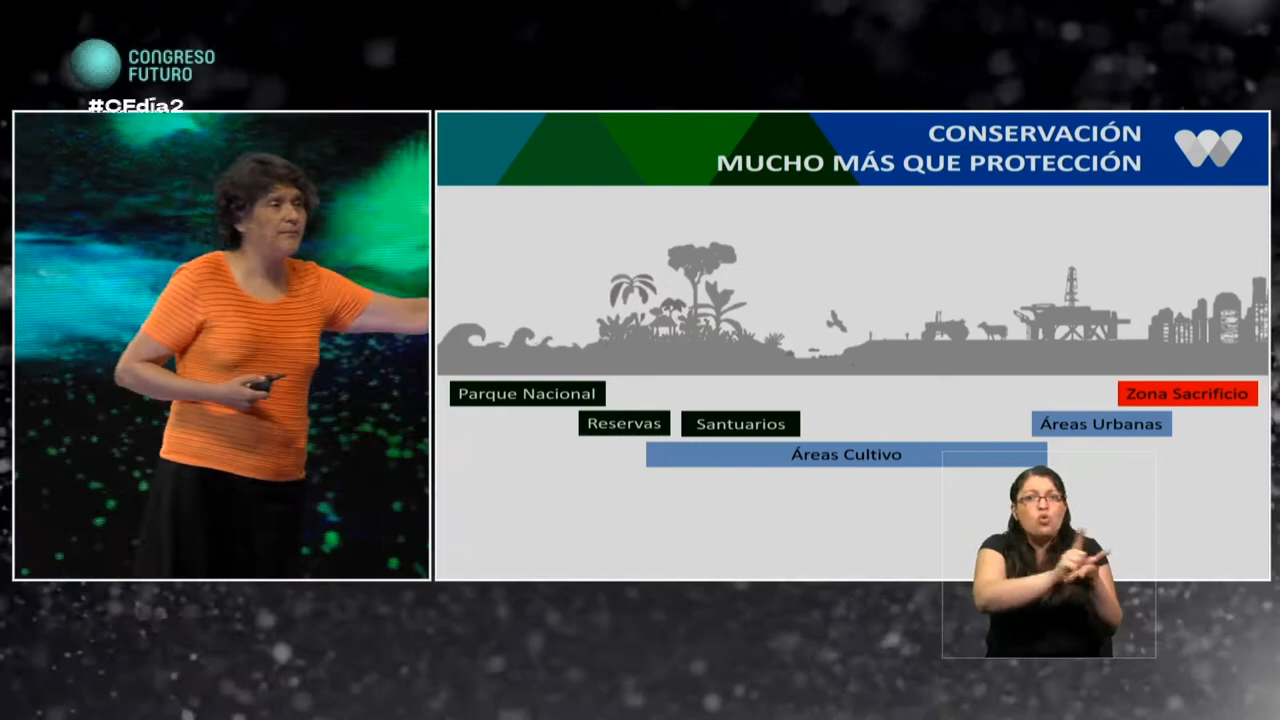 CONGRESO
FUTURO
#CFdía2
CONSERVACIÓN
MUCHO MÁS QUE PROTECCIÓN
Parque Nacional
Zona Sacrificio
Reservas
Santuarios
Áreas Urbanas
Áreas Cultivo